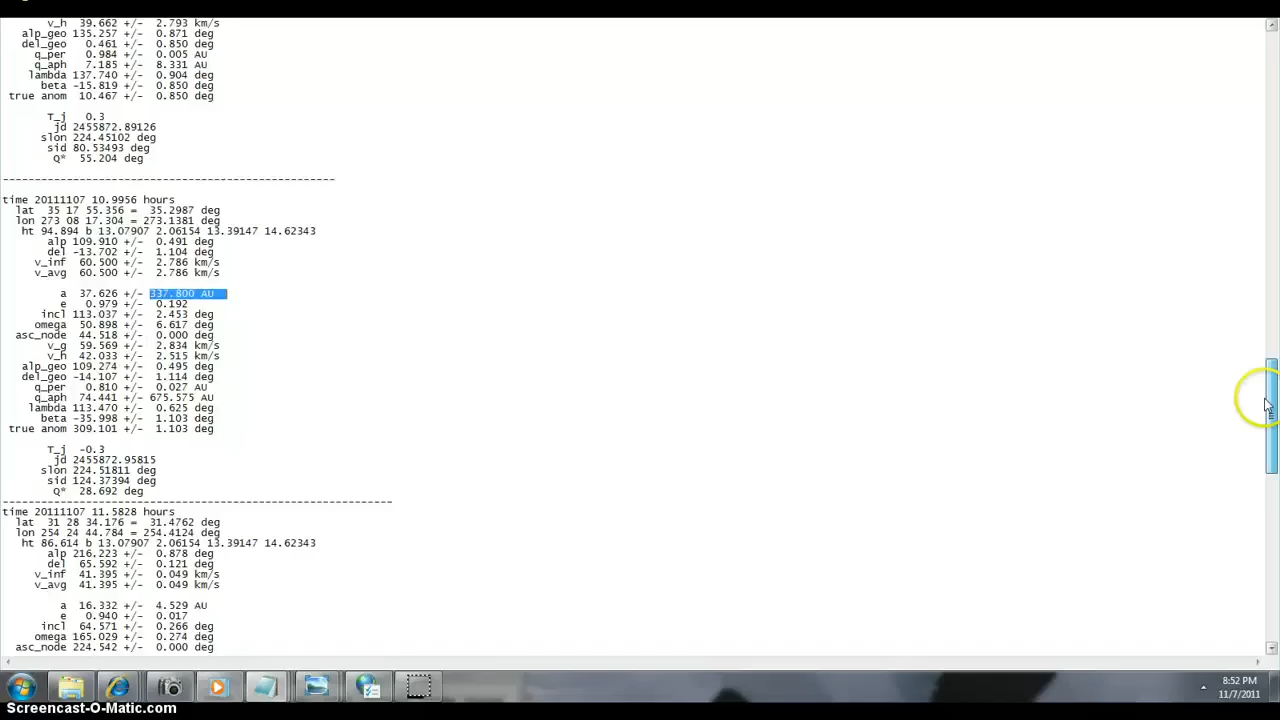 v_h 39.662 +/- 2.793 km/s
alp_geo 135.257 +/- 0.871 deg
del_geo 0.461 +/- 0.850 deg
q_per 0.984 +/- 0.005 AU
q_aph 7.185 +/- 8.331 AU
lambda 137.740 +/- 0.904 deg
beta -15.819 +/- 0.850 deg
true anom 10.467 +/- 0.850 deg
T_j 0.3
jd 2455872.89126
slon 224.45102 deg
sid 80.53493 deg
Q* 55.204 deg
----------------------------------------------------
time 20111107 10.9956 hours
lat 35 17 55.356 = 35.2987 deg
lon 273 08 17.304 = 273.1381 deg
ht 94.894 b 13.07907 2.06154 13.39147 14.62343
alp 109.910 +/- 0.491 deg
del -13.702 +/- 1.104 deg
v_inf 60.500 +/- 2.786 km/s
v_avg 60.500 +/- 2.786 km/s
a 37.626 +/- 337.800 AU
e 0.979 +/- 0.192
incl 113.037 +/- 2.453 deg
omega 50.898 +/- 6.617 deg
asc_node 44.518 +/- 0.000 deg
v_g 59.569 +/- 2.834 km/s
v_h 42.033 +/- 2.515 km/s
alp_geo 109.274 +/- 0.495 deg
del_geo -14.107 +/- 1.114 deg
q_per 0.810 +/- 0.027 AU
q_aph 74.441 +/- 675.575 AU
lambda 113.470 +/- 0.625 deg
beta -35.998 +/- 1.103 deg
true anom 309.101 +/- 1.103 deg
T_j -0.3
jd 2455872.95815
slon 224.51811 deg
sid 124.37394 deg
Q* 28.692 deg
-------------------------------------------------------------
time 20111107 11.5828 hours
lat 31 28 34.176 = 31.4762 deg
lon 254 24 44.784 = 254.4124 deg
ht 86.614 b 13.07907 2.06154 13.39147 14.62343
alp 216.223 +/- 0.878 deg
del 65.592 +/- 0.121 deg
v_inf 41.395 +/- 0.049 km/s
v_avg 41.395 +/- 0.049 km/s
a 16.332 +/- 4.529 AU
e 0.940 +/- 0.017
incl 64.571 +/- 0.266 deg
omega 165.029 +/- 0.274 deg
asc_node 224.542 +/- 0.000 deg
8:52 PM
11/7/2011
Screencast-O-Matic.com